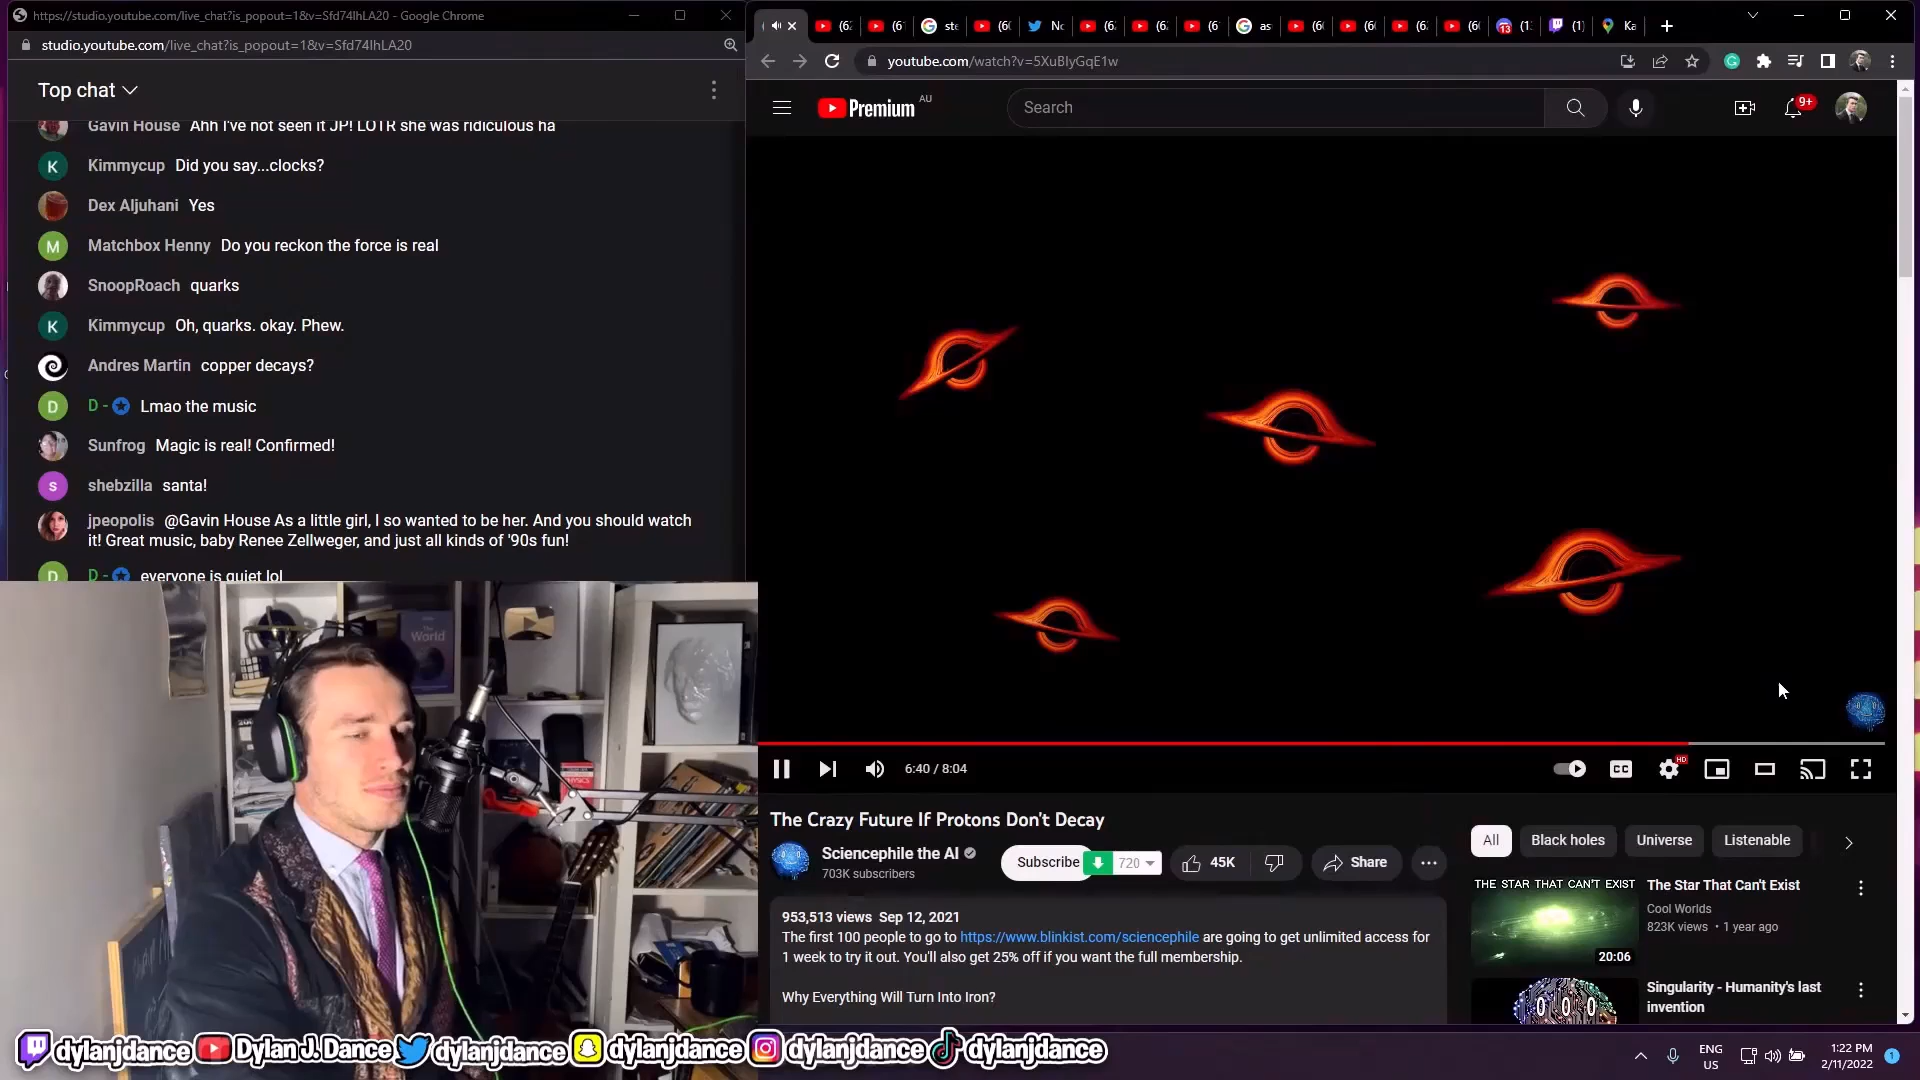 https://studio.youtube.com/live_chat?is_popout=1&v=Sfd74IhLA20 - Google Chrome
studio.youtube.com/live_chat?is_popout=1&v=Sfd74IhLA20
Top chat
Gavin House Ahh I've not seen it JP! LOTR she was ridiculous ha
K Kimmycup Did you say...clocks?
Dex Aljuhani Yes
M Matchbox Henny Do you reckon the force is real
SnoopRoach quarks
K Kimmycup Oh, quarks. okay. Phew.
Andres Martin copper decays?
D D - Lmao the music
Sunfrog Magic is real! Confirmed!
s shebzilla santa!
jpeopolis @Gavin House As a little girl, I so wanted to be her. And you should watch
it! Great music, baby Renee Zellweger, and just all kinds of '90s fun!
D D - everyone is quiet lol
The World
PHYSICS
youtube.com/watch?v=5XuBIyGqE1w
Premium AU
Search
9+
6:40 / 8:04
CC
HD
The Crazy Future If Protons Don't Decay
Sciencephile the AI
703K subscribers
Subscribe
720
45K
Share
953,513 views Sep 12, 2021
The first 100 people to go to https://www.blinkist.com/sciencephile are going to get unlimited access for
1 week to try it out. You'll also get 25% off if you want the full membership.
Why Everything Will Turn Into Iron?
All
Black holes
Universe
Listenable
THE STAR THAT CAN'T EXIST
20:06
The Star That Can't Exist
Cool Worlds
823K views • 1 year ago
Singularity - Humanity's last
invention
dylanjdance
Dylan J. Dance
dylanjdance
dylanjdance
dylanjdance
dylanjdance
ENG
US
1:22 PM
2/11/2022
1